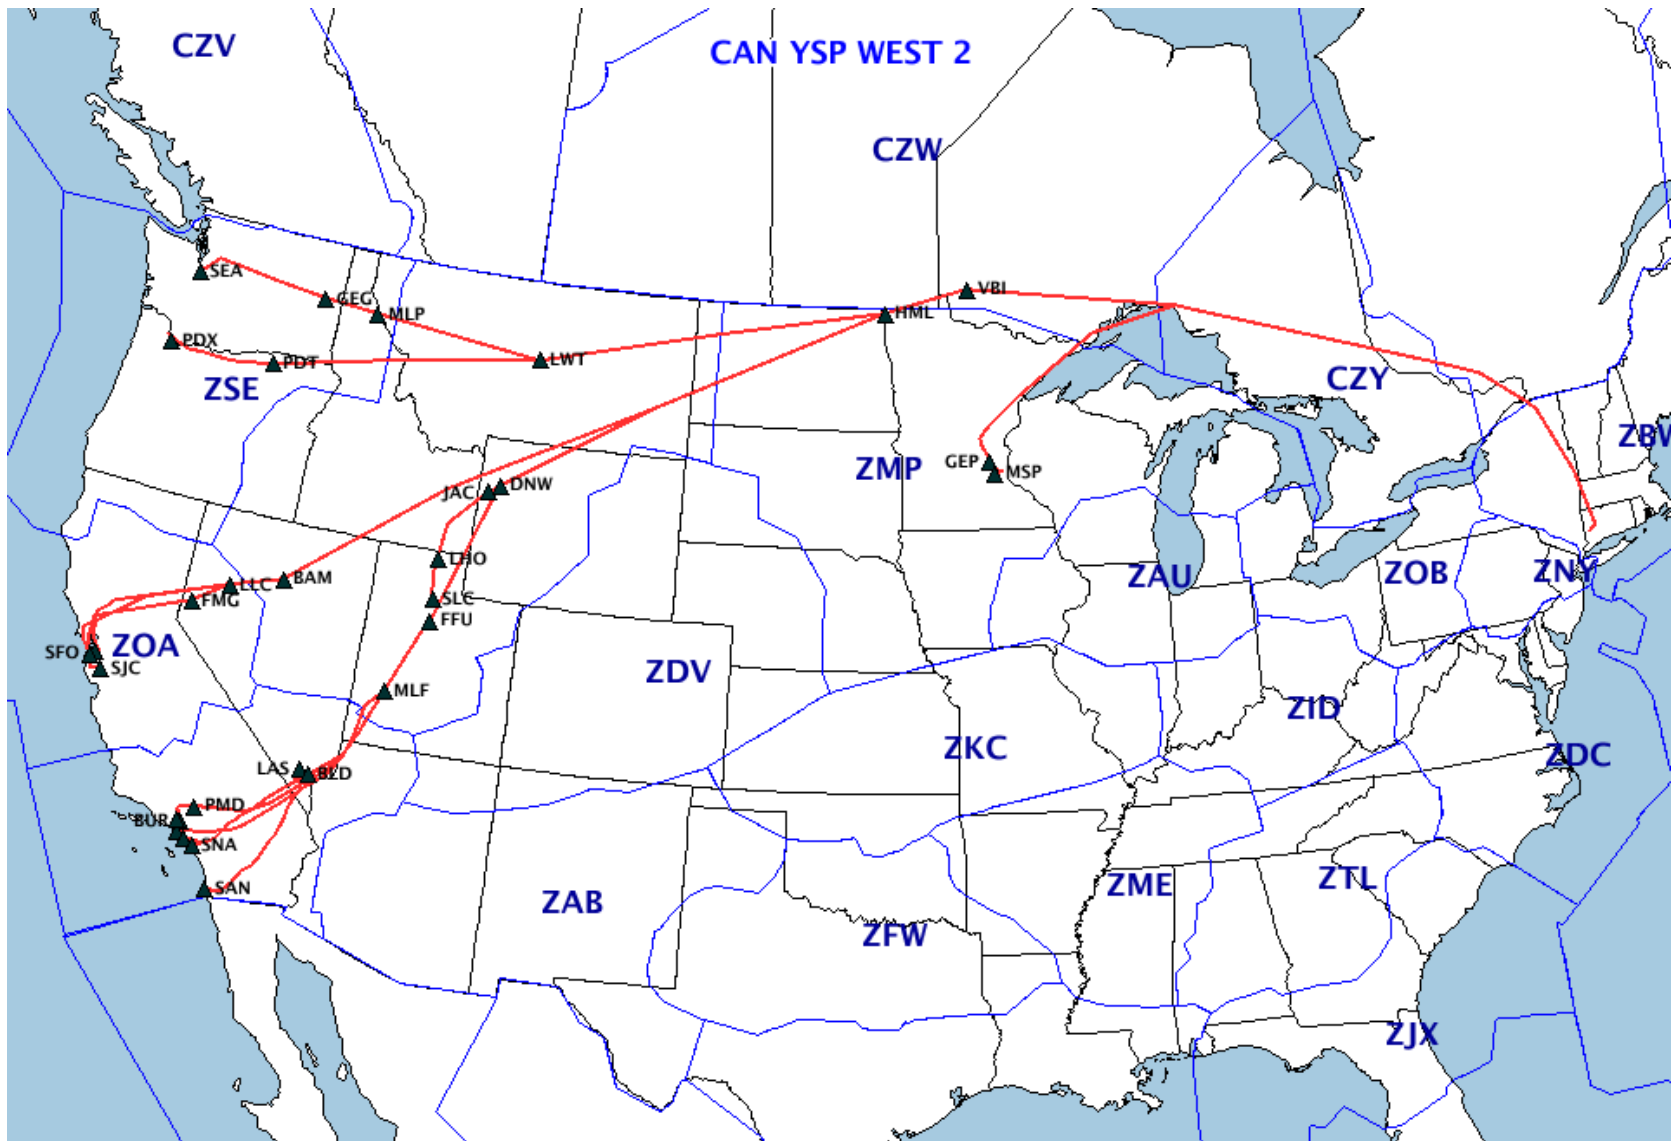 CZV
CAN YSP WEST 2
CZW
SEA
VBI
GEG
MLP
HML
PDX
PDT
LWT
ZSE
CZY
ZBW
GEP
MSP
ZMP
JAC
DNW
LHO
BAM
LLC
FMG
SLC
FFU
ZAU
ZOB
ZNY
SFO
ZOA
SJC
MLF
ZDV
ZID
ZKC
ZDC
LAS
BLD
PMD
BUR
SNA
SAN
ZAB
ZME
ZTL
ZFW
ZJX